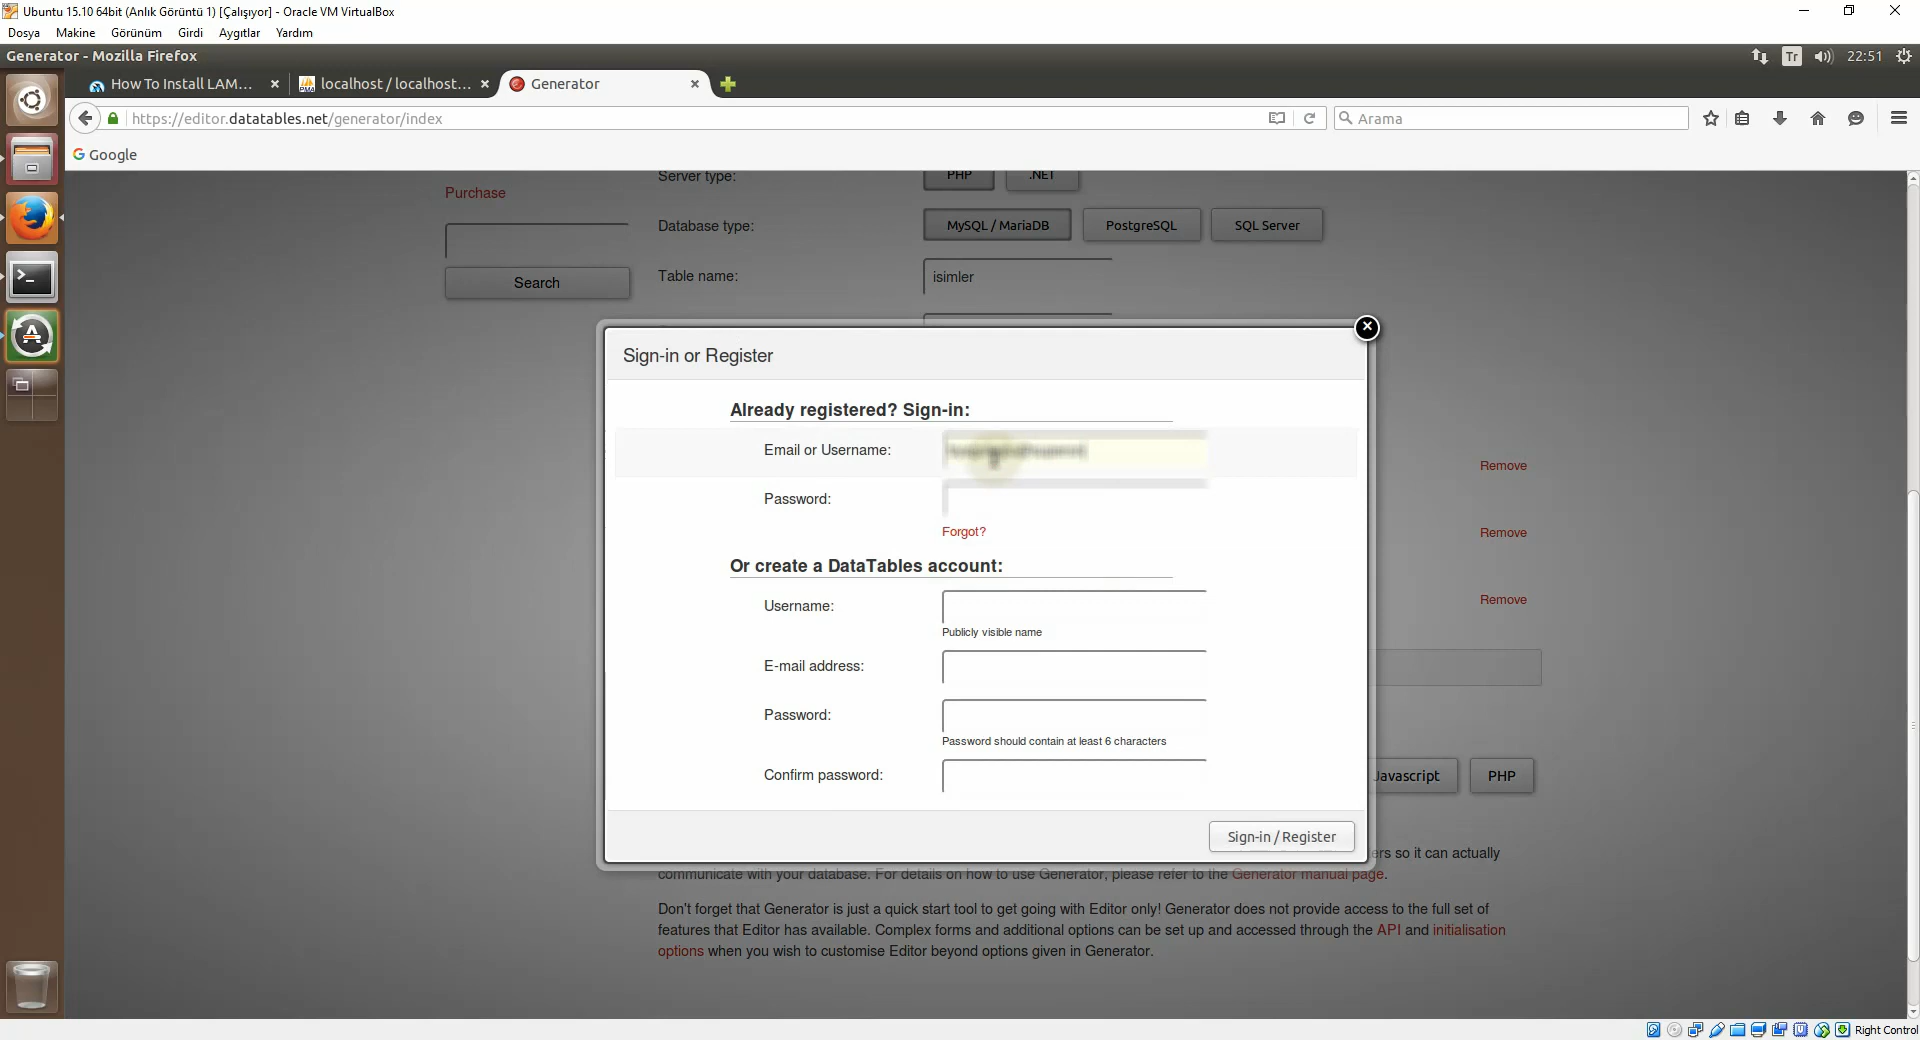 Ubuntu 15.10 64bit (Anlık Görüntü 1) [Çalışıyor] - Oracle VM VirtualBox
Dosya Makine Görünüm Girdi Aygıtlar Yardım
Generator - Mozilla Firefox
Tr 22:51
How To Install LAM... localhost / localhost... Generator
https://editor.datatables.net/generator/index
Arama
Google
Server type: PHP .NET
Purchase
Database type: MySQL / MariaDB PostgreSQL SQL Server
Table name: isimler
Search
Sign-in or Register
Already registered? Sign-in:
Email or Username:
Remove
Password:
Forgot?
Remove
Or create a DataTables account:
Username:
Remove
Publicly visible name
E-mail address:
Password:
Password should contain at least 6 characters
Confirm password:
Javascript PHP
Sign-in / Register
so it can actually
communicate with your database. For details on how to use Generator, please refer to the Generator manual page.
Don't forget that Generator is just a quick start tool to get going with Editor only! Generator does not provide access to the full set of
features that Editor has available. Complex forms and additional options can be set up and accessed through the API and initialisation
options when you wish to customise Editor beyond options given in Generator.
Right Control